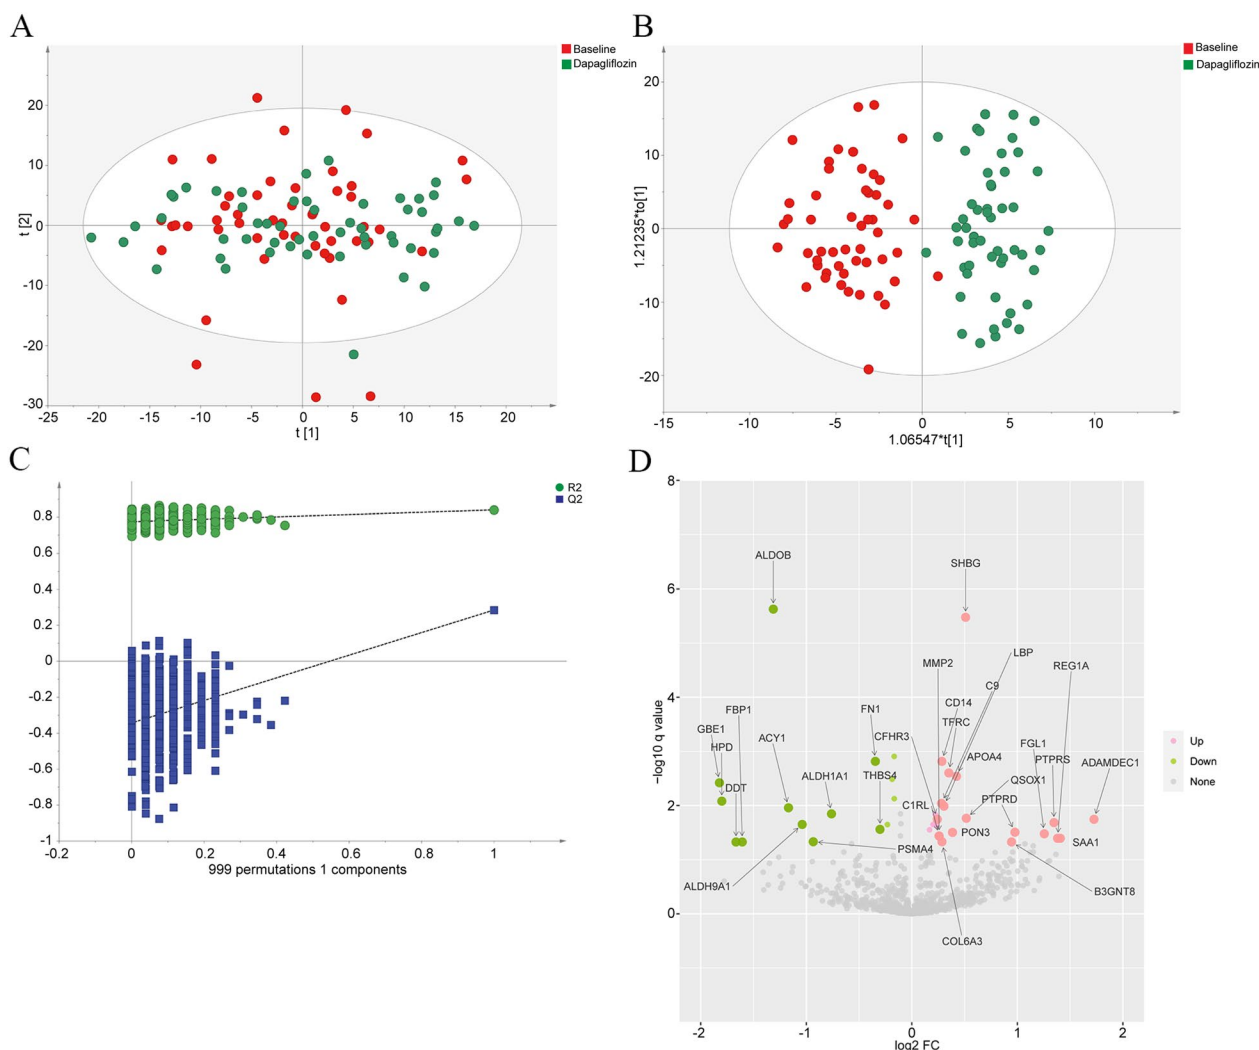 A
Baseline
Dapagliflozin
t [2]
20
10
0
-10
-20
-30
-25 -20 -15 -10 -5 0 5 10 15 20
t [1]
B
Baseline
Dapagliflozin
1.21235*to[1]
20
10
0
-10
-20
-15 -10 -5 0 5 10
1.06547*t[1]
C
R2
Q2
0.8
0.6
0.4
0.2
0
-0.2
-0.4
-0.6
-0.8
-1
-0.2 0 0.2 0.4 0.6 0.8 1
999 permutations 1 components
D
−log10 q value
8
6
4
2
0
ALDOB
SHBG
LBP
MMP2
REG1A
C9
CD14
FBP1
FN1
TFRC
GBE1
CFHR3
ACY1
FGL1
HPD
APOA4
PTPRS
ADAMDEC1
ALDH1A1
THBS4
QSOX1
DDT
C1RL
PTPRD
PON3
SAA1
PSMA4
ALDH9A1
B3GNT8
COL6A3
Up
Down
None
-2 -1 0 1 2
log2 FC